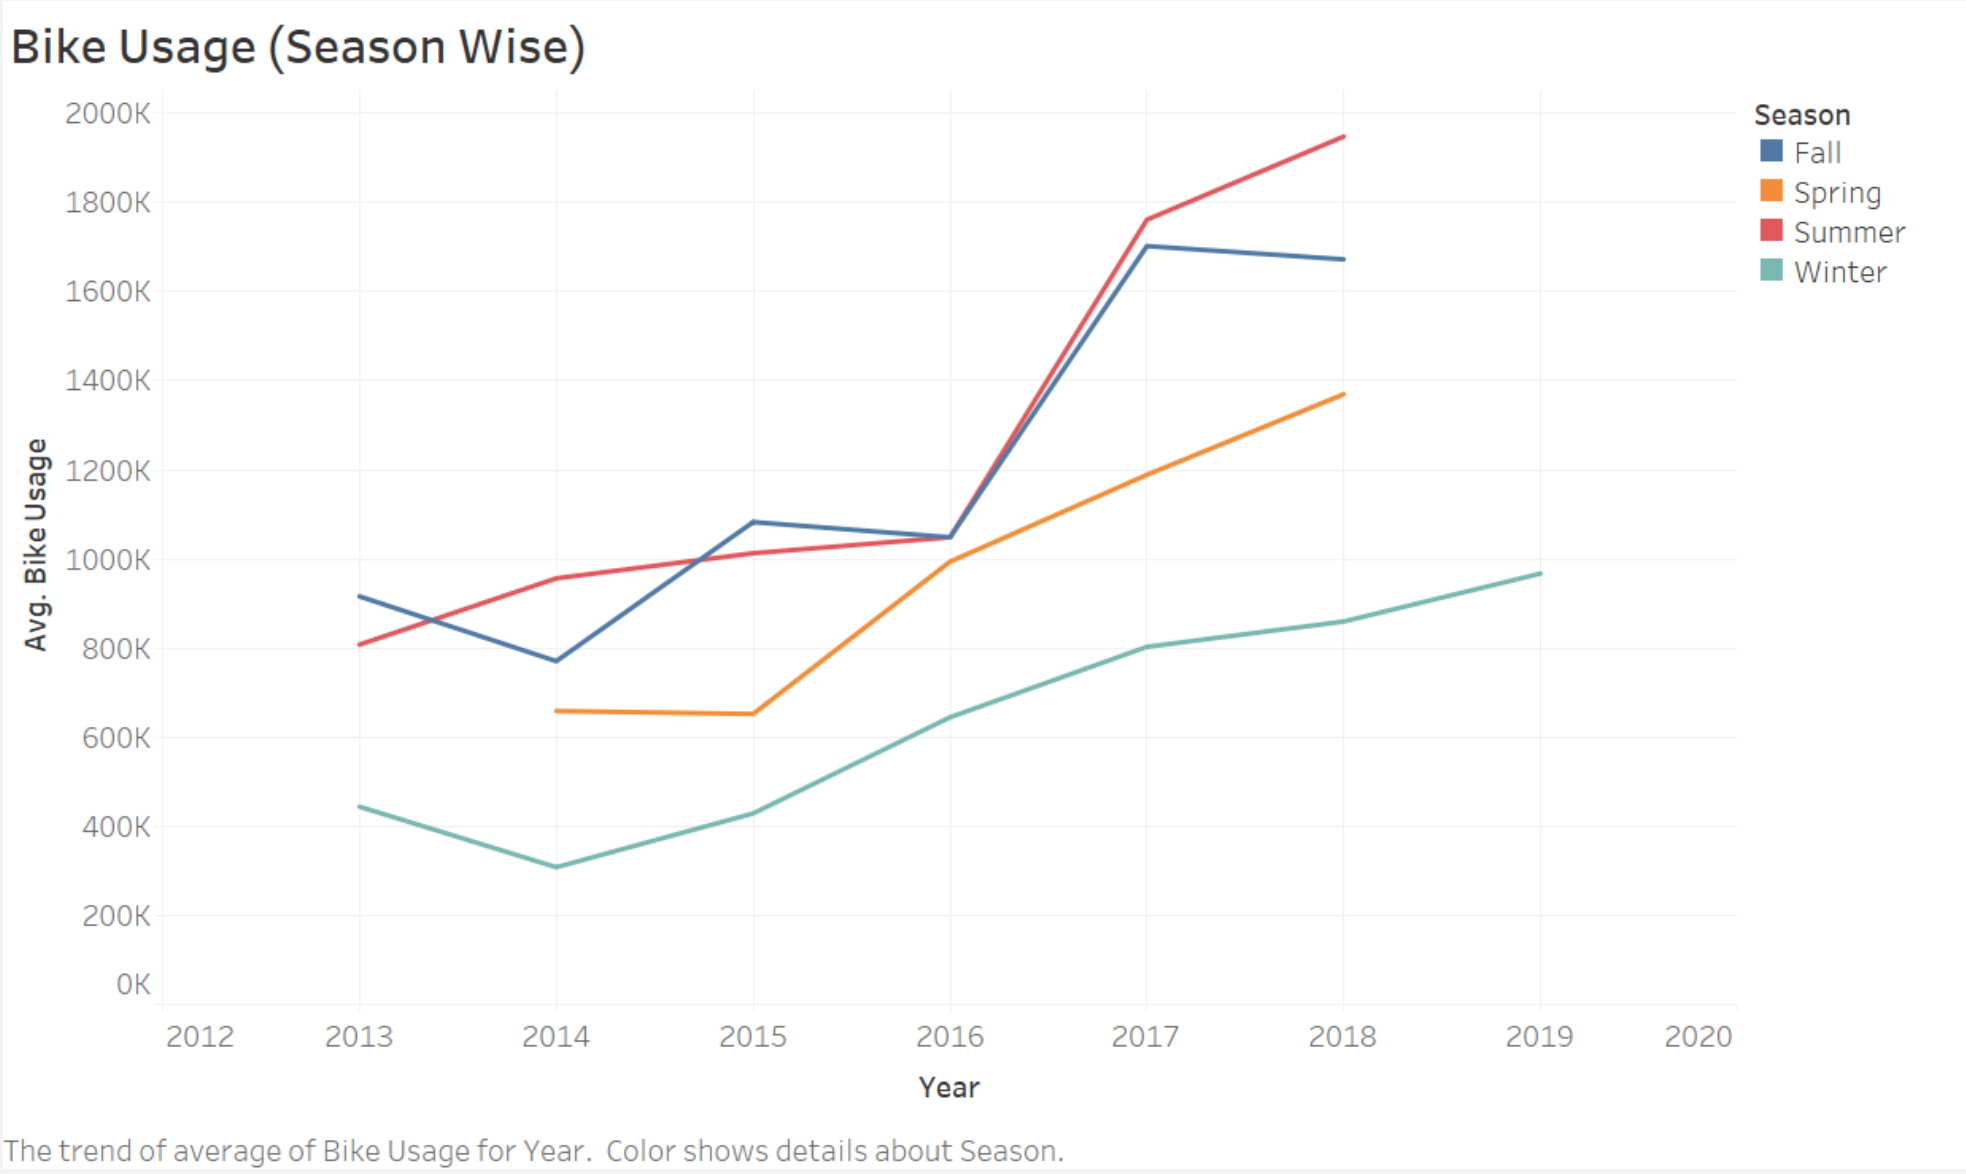 Bike Usage (Season Wise)
2000K
1800K
1600K
1400K
1200K
1000K
800K
600K
400K
200K
0K
Avg. Bike Usage
2012 2013 2014 2015 2016 2017 2018 2019 2020
Year
Season
Fall
Spring
Summer
Winter
The trend of average of Bike Usage for Year.  Color shows details about Season.